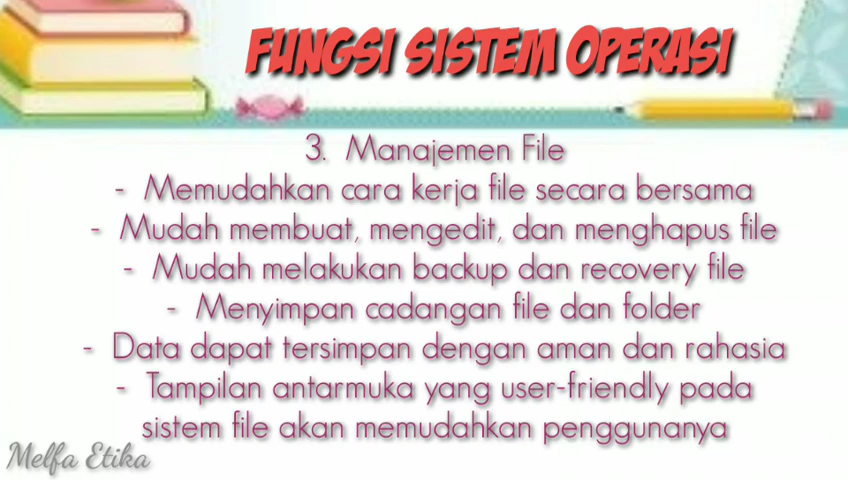 FUNGSI SISTEM OPERASI
3. Manajemen File
- Memudahkan cara kerja file secara bersama
- Mudah membuat, mengedit, dan menghapus file
- Mudah melakukan backup dan recovery file
- Menyimpan cadangan file dan folder
- Data dapat tersimpan dengan aman dan rahasia
- Tampilan antarmuka yang user-friendly pada
sistem file akan memudahkan penggunanya
Melfa Etika